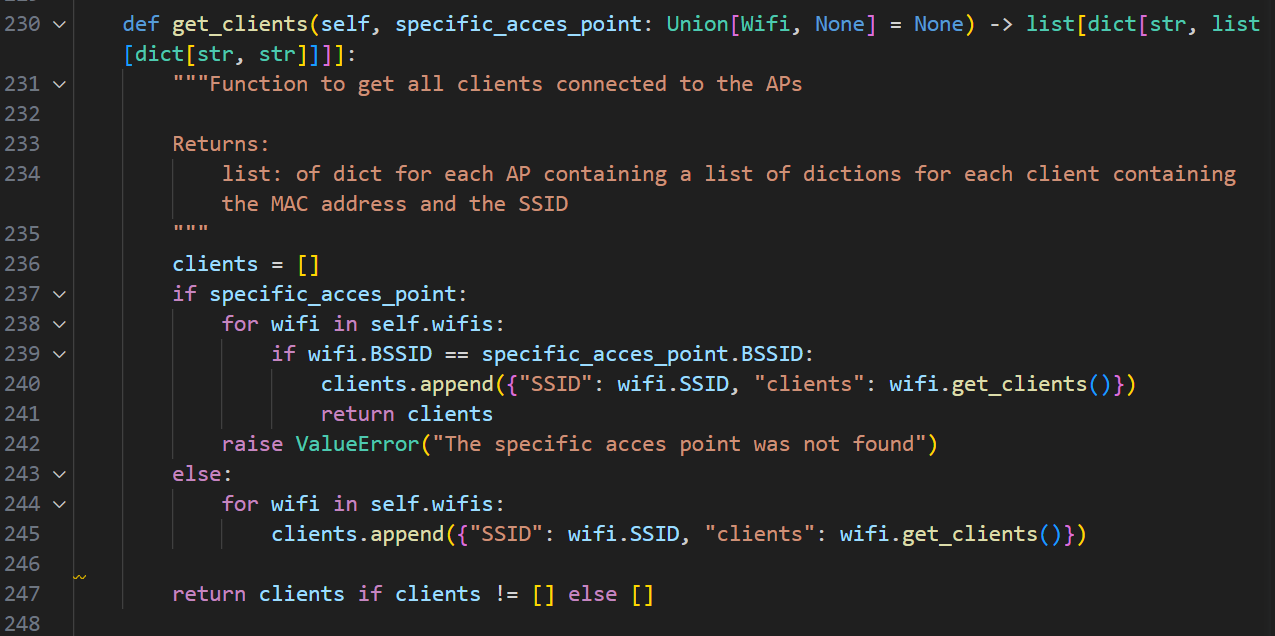 230 def get_clients(self, specific_acces_point: Union[Wifi, None] = None) -> list[dict[str, list
[dict[str, str]]]]:
231 """Function to get all clients connected to the APs
232
233 Returns:
234 list: of dict for each AP containing a list of dictions for each client containing
the MAC address and the SSID
235 """
236 clients = []
237 if specific_acces_point:
238 for wifi in self.wifis:
239 if wifi.BSSID == specific_acces_point.BSSID:
240 clients.append({"SSID": wifi.SSID, "clients": wifi.get_clients()})
241 return clients
242 raise ValueError("The specific acces point was not found")
243 else:
244 for wifi in self.wifis:
245 clients.append({"SSID": wifi.SSID, "clients": wifi.get_clients()})
246
247 return clients if clients != [] else []
248